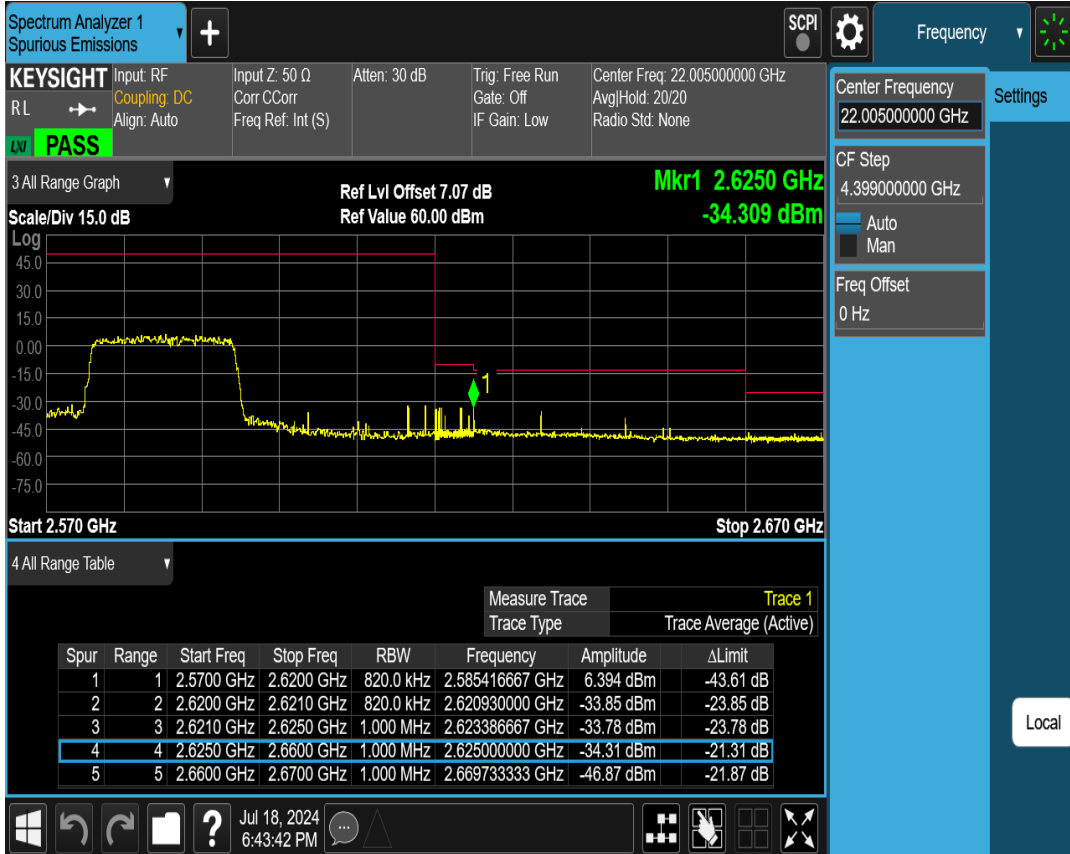 Spectrum Analyzer 1
Spurious Emissions
+
SCPI
Frequency
KEYSIGHT
RL
LXI
PASS
Input: RF
Coupling: DC
Align: Auto
Input Z: 50 Ω
Corr CCorr
Freq Ref: Int (S)
Atten: 30 dB
Trig: Free Run
Gate: Off
IF Gain: Low
Center Freq: 22.005000000 GHz
Avg|Hold: 20/20
Radio Std: None
Center Frequency
22.005000000 GHz
Settings
CF Step
4.399000000 GHz
Auto
Man
Freq Offset
0 Hz
Local
3 All Range Graph
Scale/Div 15.0 dB
Ref Lvl Offset 7.07 dB
Ref Value 60.00 dBm
Mkr1 2.6250 GHz
-34.309 dBm
Log
45.0
30.0
15.0
0.00
-15.0
-30.0
-45.0
-60.0
-75.0
1
Start 2.570 GHz Stop 2.670 GHz
4 All Range Table
Measure Trace Trace 1
Trace Type Trace Average (Active)
Spur Range Start Freq Stop Freq RBW Frequency Amplitude ΔLimit
1 1 2.5700 GHz 2.6200 GHz 820.0 kHz 2.585416667 GHz 6.394 dBm -43.61 dB
2 2 2.6200 GHz 2.6210 GHz 820.0 kHz 2.620930000 GHz -33.85 dBm -23.85 dB
3 3 2.6210 GHz 2.6250 GHz 1.000 MHz 2.623386667 GHz -33.78 dBm -23.78 dB
4 4 2.6250 GHz 2.6600 GHz 1.000 MHz 2.625000000 GHz -34.31 dBm -21.31 dB
5 5 2.6600 GHz 2.6700 GHz 1.000 MHz 2.669733333 GHz -46.87 dBm -21.87 dB
?
Jul 18, 2024
6:43:42 PM